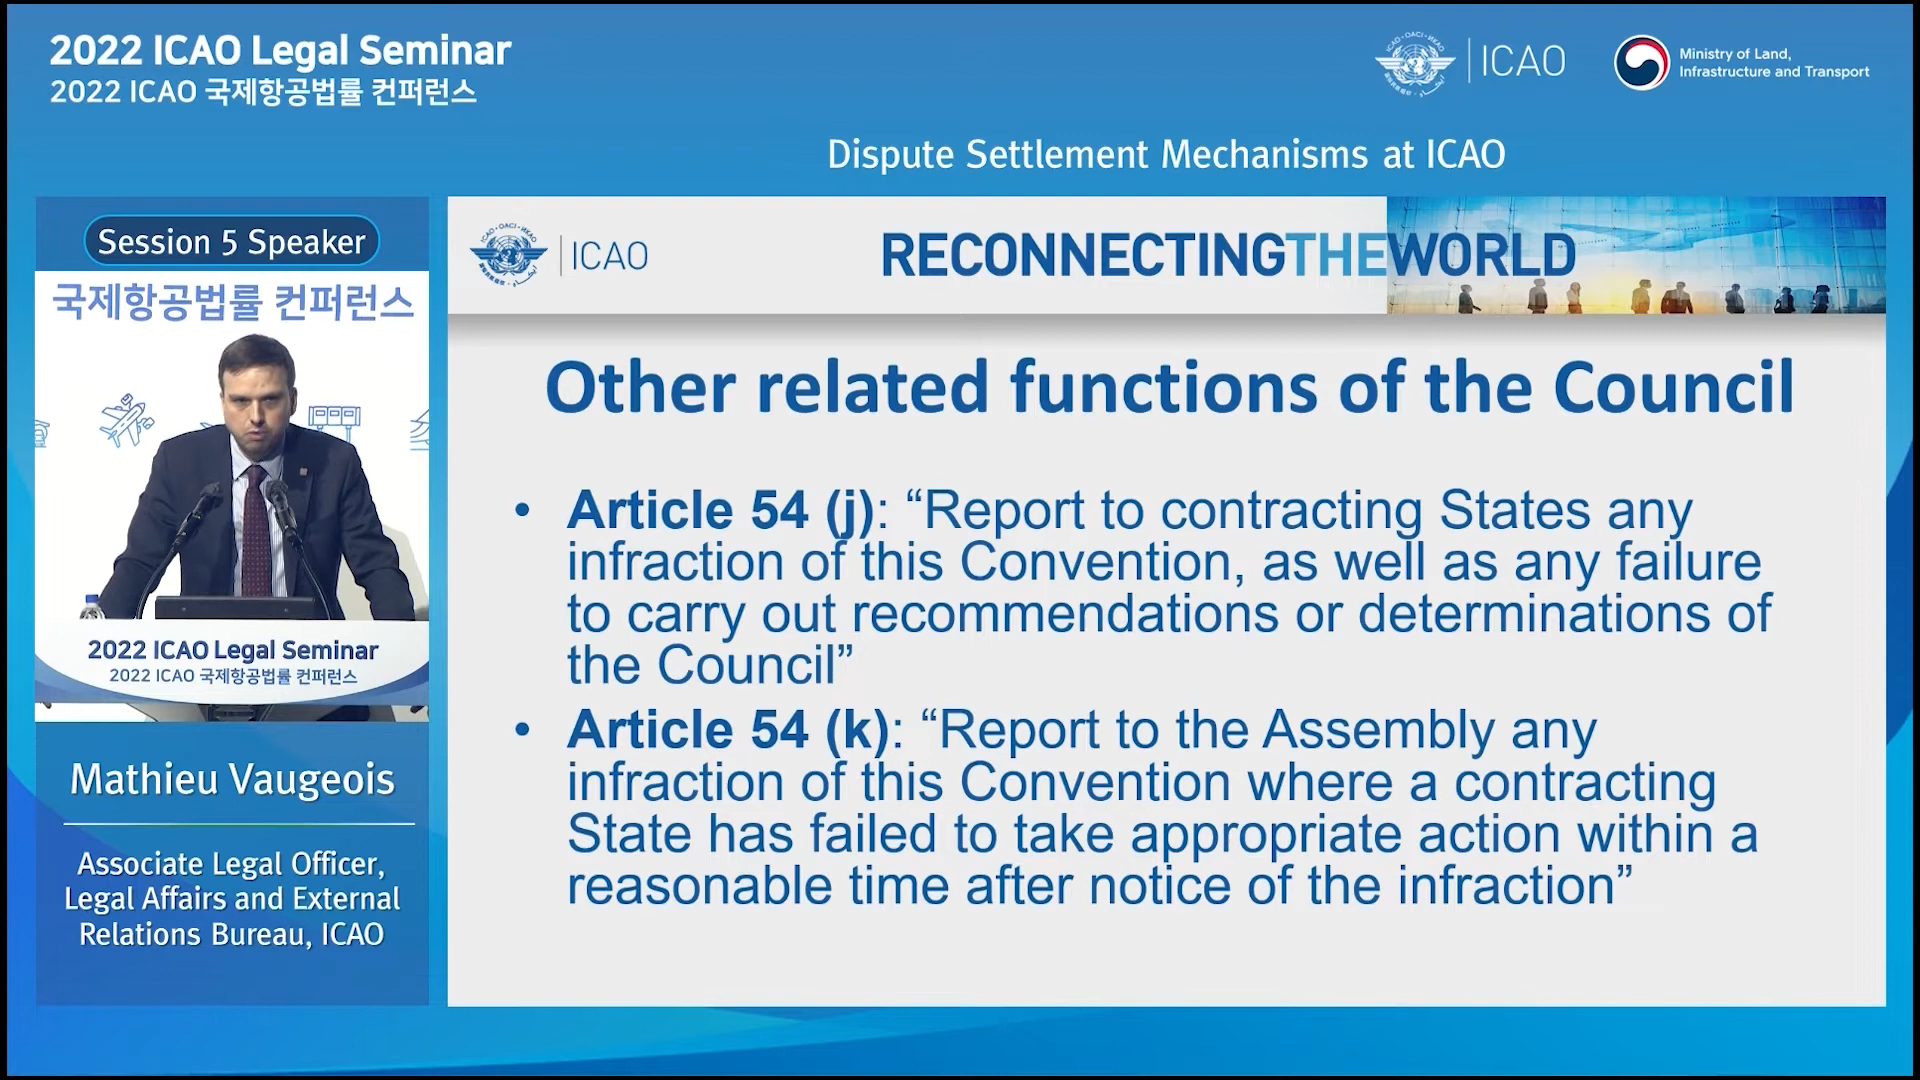 2022 ICAO Legal Seminar
2022 ICAO 국제항공법률 컨퍼런스
ICAO
Ministry of Land,
Infrastructure and Transport
Dispute Settlement Mechanisms at ICAO
Session 5 Speaker
국제항공법률 컨퍼런스
2022 ICAO Legal Seminar
2022 ICAO 국제항공법률 컨퍼런스
Mathieu Vaugeois
Associate Legal Officer,
Legal Affairs and External
Relations Bureau, ICAO
ICAO
RECONNECTINGTHEWORLD
Other related functions of the Council
• Article 54 (j): “Report to contracting States any
infraction of this Convention, as well as any failure
to carry out recommendations or determinations of
the Council”
• Article 54 (k): “Report to the Assembly any
infraction of this Convention where a contracting
State has failed to take appropriate action within a
reasonable time after notice of the infraction”